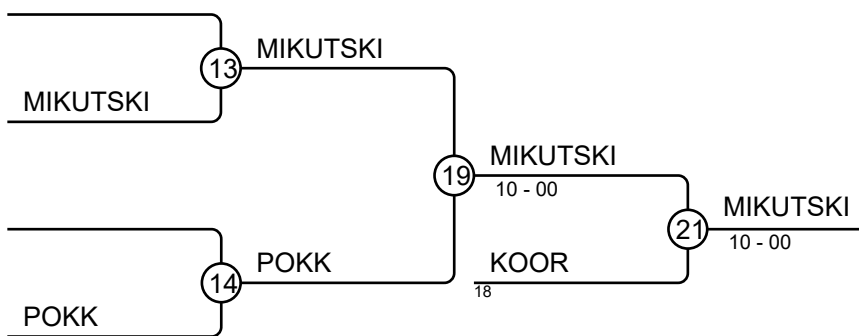 13
MIKUTSKI
MIKUTSKI
19
MIKUTSKI
10 - 00
21
MIKUTSKI
10 - 00
14
POKK
KOOR
18
POKK